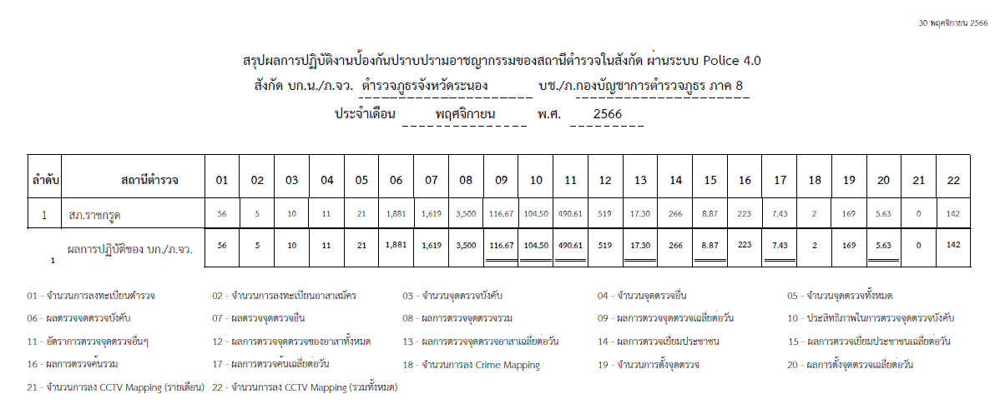 30 พฤศจิกายน 2566
สรุปผลการปฏิบัติงานป้องกันปราบปรามอาชญากรรมของสถานีตำรวจในสังกัด ผ่านระบบ Police 4.0
สังกัด บก.น./ภ.จว. ตำรวจภูธรจังหวัดระนอง บช./ภ.กองบัญชาการตำรวจภูธร ภาค 8
ประจำเดือน พฤศจิกายน พ.ศ. 2566
ลำดับ สถานีตำรวจ 01 02 03 04 05 06 07 08 09 10 11 12 13 14 15 16 17 18 19 20 21 22
1 สภ.ราชกรูด 56 5 10 11 21 1,881 1,619 3,500 116.67 104.50 490.61 519 17.30 266 8.87 223 7.43 2 169 5.63 0 142
ผลการปฏิบัติของ บก./ภ.จว. 56 5 10 11 21 1,881 1,619 3,500 116.67 104.50 490.61 519 17.30 266 8.87 223 7.43 2 169 5.63 0 142
1
01 - จำนวนการลงทะเบียนตำรวจ 02 - จำนวนการลงทะเบียนอาสาสมัคร 03 - จำนวนจุดตรวจบังคับ 04 - จำนวนจุดตรวจอื่น 05 - จำนวนจุดตรวจทั้งหมด
06 - ผลตรวจจุดตรวจบังคับ 07 - ผลตรวจจุดตรวจอื่น 08 - ผลการตรวจจุดตรวจรวม 09 - ผลการตรวจจุดตรวจเฉลี่ยต่อวัน 10 - ประสิทธิภาพในการตรวจจุดตรวจบังคับ
11 - อัตราการตรวจจุดตรวจอื่นๆ 12 - ผลการตรวจจุดตรวจของอาสาทั้งหมด 13 - ผลการตรวจจุดตรวจอาสาเฉลี่ยต่อวัน 14 - ผลการตรวจเยี่ยมประชาชน 15 - ผลการตรวจเยี่ยมประชาชนเฉลี่ยต่อวัน
16 - ผลการตรวจค้นรวม 17 - ผลการตรวจค้นเฉลี่ยต่อวัน 18 - จำนวนการลง Crime Mapping 19 - จำนวนการตั้งจุดตรวจ 20 - ผลการตั้งจุดตรวจเฉลี่ยต่อวัน
21 - จำนวนการลง CCTV Mapping (รายเดือน) 22 - จำนวนการลง CCTV Mapping (รวมทั้งหมด)